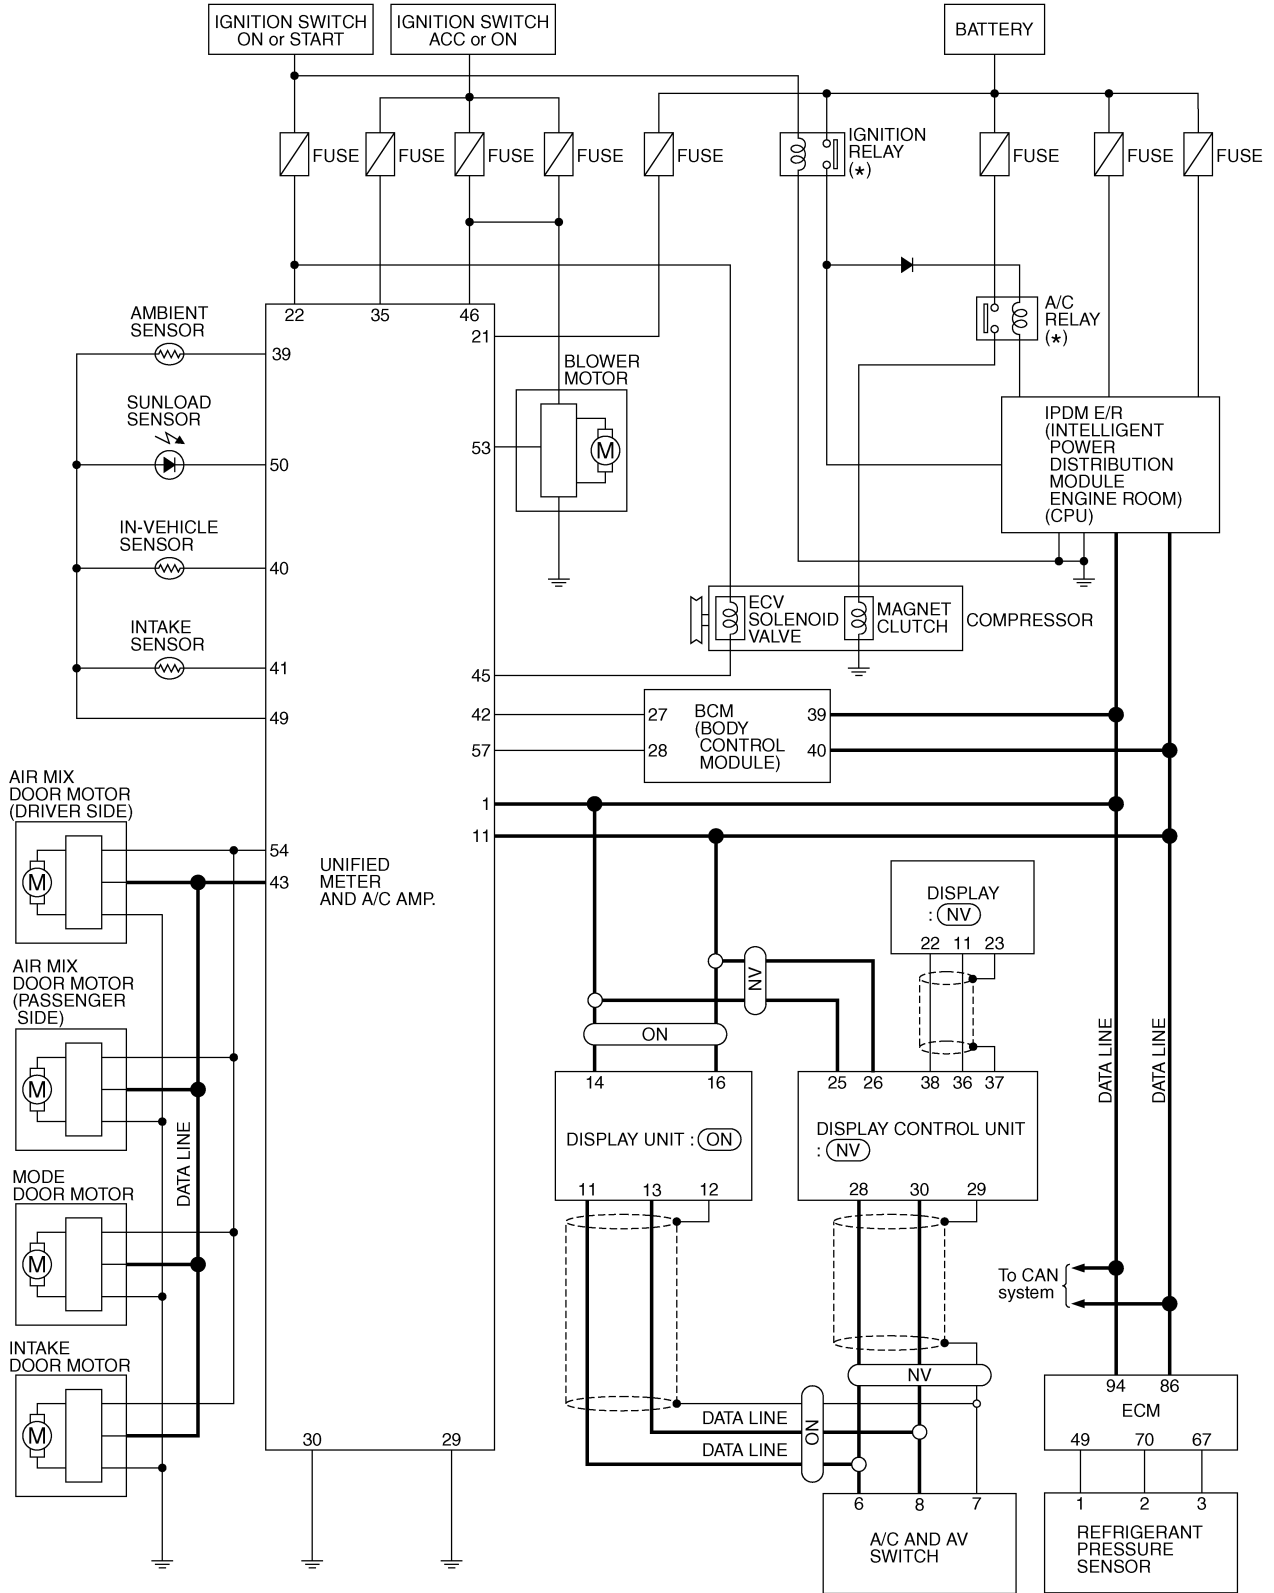 IGNITION SWITCH
ON or START
IGNITION SWITCH
ACC or ON
BATTERY
FUSE
FUSE
FUSE
FUSE
FUSE
IGNITION
RELAY
(*)
FUSE
FUSE
FUSE
22
35
46
21
A/C
RELAY
(*)
AMBIENT
SENSOR
39
BLOWER
MOTOR
M
53
SUNLOAD
SENSOR
50
IPDM E/R
(INTELLIGENT
POWER
DISTRIBUTION
MODULE
ENGINE ROOM)
(CPU)
IN-VEHICLE
SENSOR
40
INTAKE
SENSOR
41
49
ECV
SOLENOID
VALVE
MAGNET
CLUTCH
COMPRESSOR
45
42
57
27
28
BCM
(BODY
CONTROL
MODULE)
39
40
1
11
AIR MIX
DOOR MOTOR
(DRIVER SIDE)
M
54
43
UNIFIED
METER
AND A/C AMP.
DISPLAY
: NV
22 11 23
AIR MIX
DOOR MOTOR
(PASSENGER
SIDE)
M
NV
ON
DATA LINE
DATA LINE
14
16
25 26
38 36 37
DISPLAY UNIT : ON
DISPLAY CONTROL UNIT
: NV
DATA LINE
MODE
DOOR MOTOR
M
11
13
12
28
30
29
To CAN
system
INTAKE
DOOR MOTOR
M
NV
ON
DATA LINE
DATA LINE
94
86
ECM
49
70
67
30
29
6
8
7
A/C AND AV
SWITCH
1
2
3
REFRIGERANT
PRESSURE
SENSOR